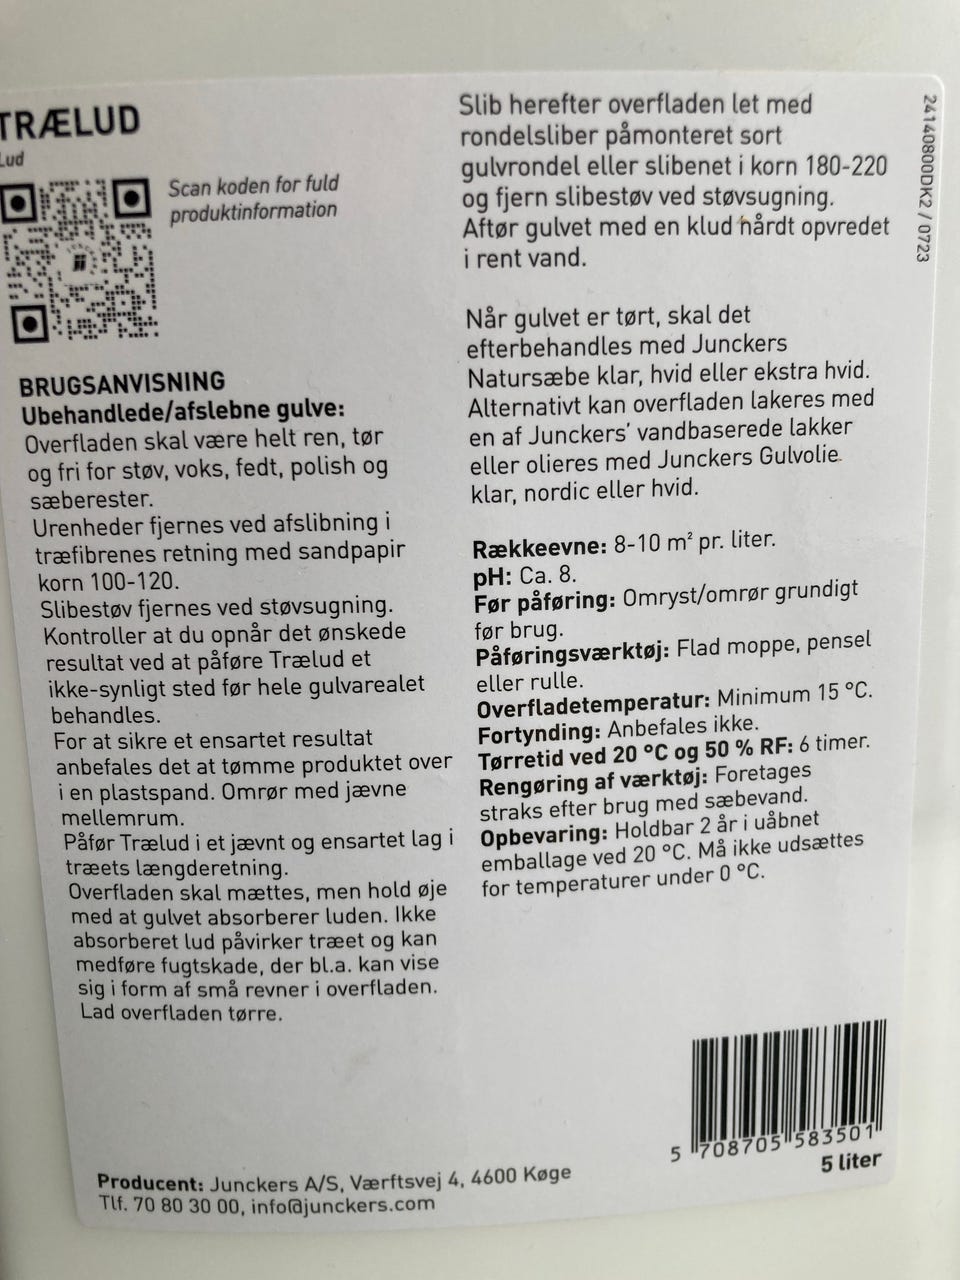 TRÆLUD
Lud
Scan koden for fuld
produktinformation
BRUGSANVISNING
Ubehandlede/afslebne gulve:
Overfladen skal være helt ren, tør
og fri for støv, voks, fedt, polish og
sæberester.
Urenheder fjernes ved afslibning i
træfibrenes retning med sandpapir
korn 100-120.
Slibestøv fjernes ved støvsugning.
Kontroller at du opnår det ønskede
resultat ved at påføre Trælud et
ikke-synligt sted før hele gulvarealet
behandles.
For at sikre et ensartet resultat
anbefales det at tømme produktet over
i en plastspand. Omrør med jævne
mellemrum.
Påfør Trælud i et jævnt og ensartet lag i
træets længderetning.
Overfladen skal mættes, men hold øje
med at gulvet absorberer luden. Ikke
absorberet lud påvirker træet og kan
medføre fugtskade, der bl.a. kan vise
sig i form af små revner i overfladen.
Lad overfladen tørre.
Slib herefter overfladen let med
rondelsliber påmonteret sort
gulvrondel eller slibenet i korn 180-220
og fjern slibestøv ved støvsugning.
Aftør gulvet med en klud hårdt opvredet
i rent vand.
Når gulvet er tørt, skal det
efterbehandles med Junckers
Natursæbe klar, hvid eller ekstra hvid.
Alternativt kan overfladen lakeres med
en af Junckers' vandbaserede lakker
eller olieres med Junckers Gulvolie
klar, nordic eller hvid.
Rækkeevne: 8-10 m² pr. liter.
pH: Ca. 8.
Før påføring: Omryst/omrør grundigt
før brug.
Påføringsværktøj: Flad moppe, pensel
eller rulle.
Overfladetemperatur: Minimum 15 °C.
Fortynding: Anbefales ikke.
Tørretid ved 20 °C og 50 % RF: 6 timer.
Rengøring af værktøj: Foretages
straks efter brug med sæbevand.
Opbevaring: Holdbar 2 år i uåbnet
emballage ved 20 °C. Må ikke udsættes
for temperaturer under 0 °C.
24140800DK2 / 0723
5 708705 583501
5 liter
Producent: Junckers A/S, Værftsvej 4, 4600 Køge
Tlf. 70 80 30 00, info@junckers.com